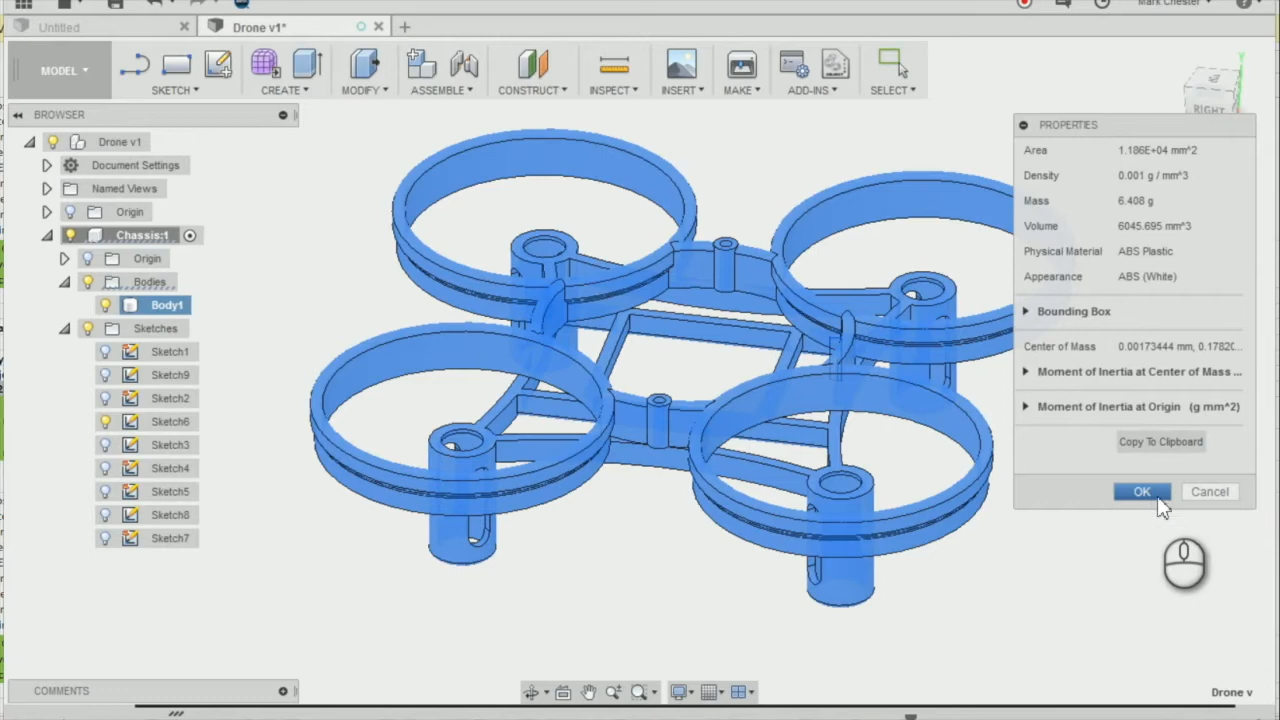 Mark Chester
Untitled
Drone v1*
MODEL
SKETCH
CREATE
MODIFY
ASSEMBLE
CONSTRUCT
INSPECT
INSERT
MAKE
ADD-INS
SELECT
RIGHT
BROWSER
Drone v1
Document Settings
Named Views
Origin
Chassis:1
Origin
Bodies
Body1
Sketches
Sketch1
Sketch9
Sketch2
Sketch6
Sketch3
Sketch4
Sketch5
Sketch8
Sketch7
PROPERTIES
Area 1.186E+04 mm^2
Density 0.001 g / mm^3
Mass 6.408 g
Volume 6045.695 mm^3
Physical Material ABS Plastic
Appearance ABS (White)
Bounding Box
Center of Mass 0.00173444 mm, 0.1782(...
Moment of Inertia at Center of Mass ...
Moment of Inertia at Origin (g mm^2)
Copy To Clipboard
OK Cancel
COMMENTS
Drone v